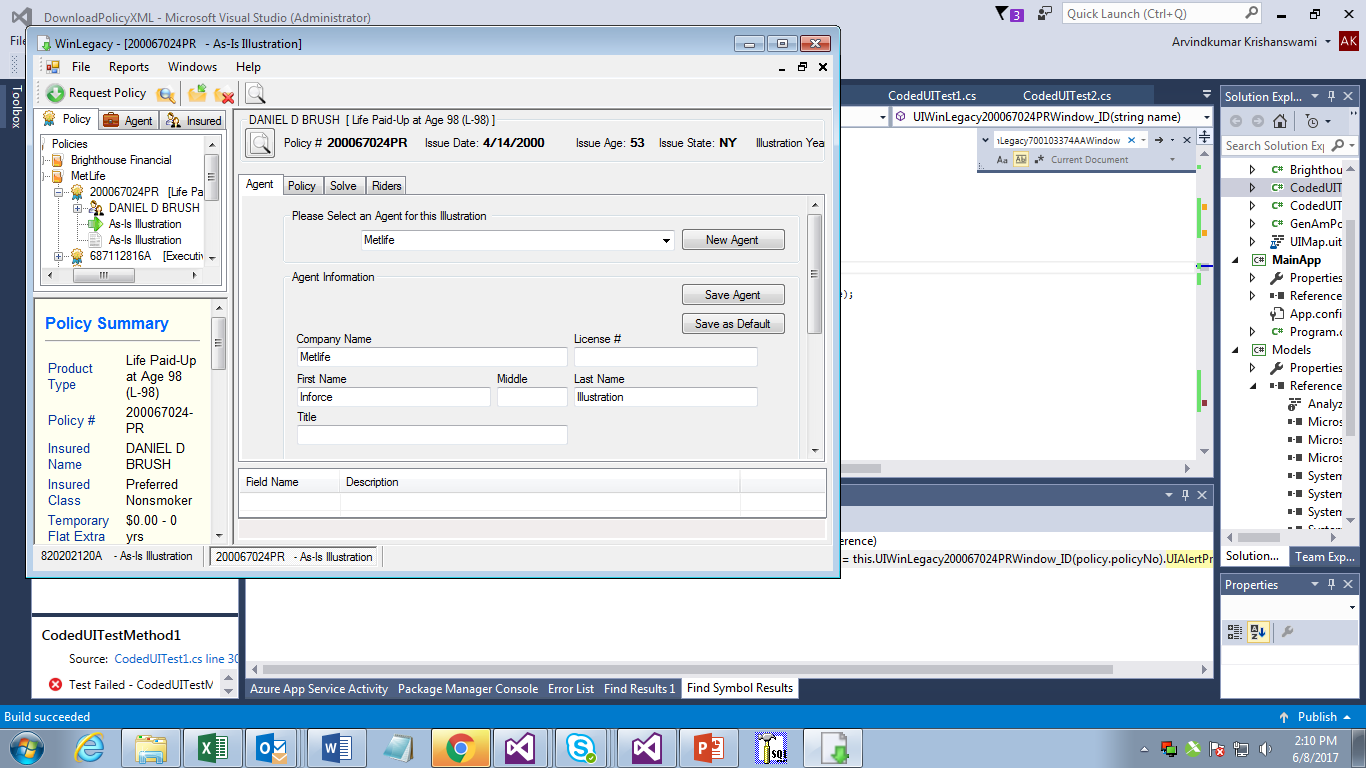 DownloadPolicyXML - Microsoft Visual Studio (Administrator)
3
Quick Launch (Ctrl+Q)
Arvindkumar Krishanswami
AK
WinLegacy - [200067024PR - As-Is Illustration]
File Reports Windows Help
Request Policy
Toolbox
Policy Agent Insured
Policies
Brighthouse Financial
MetLife
200067024PR [Life Pa
DANIEL D BRUSH
As-Is Illustration
As-Is Illustration
687112816A [Executiv
DANIEL D BRUSH [ Life Paid-Up at Age 98 (L-98) ]
Policy # 200067024PR Issue Date: 4/14/2000 Issue Age: 53 Issue State: NY Illustration Yea
Agent Policy Solve Riders
Please Select an Agent for this Illustration
Metlife
New Agent
Agent Information
Save Agent
Save as Default
Company Name License #
Metlife
First Name Middle Last Name
Inforce Illustration
Title
Field Name Description
Policy Summary
Product Type Life Paid-Up at Age 98 (L-98)
Policy # 200067024-PR
Insured Name DANIEL D BRUSH
Insured Class Preferred Nonsmoker
Temporary Flat Extra $0.00 - 0 yrs
820202120A - As-Is Illustration 200067024PR - As-Is Illustration
CodedUITest1.cs CodedUITest2.cs
UIWinLegacy200067024PRWindow_ID(string name)
Legacy700103374AAWindow
Aa Current Document
);
erence)
= this.UIWinLegacy200067024PRWindow_ID(policy.policyNo).UIAlertPr
Solution Expl...
Search Solution Exp
Brighthou
CodedUIT
CodedUIT
GenAmPo
UIMap.uit
MainApp
Properties
Reference
App.confi
Program.c
Models
Properties
Reference
Analyz
Micros
Micros
Micros
System
System
System
Solution... Team Exp...
Properties
CodedUITestMethod1
Source: CodedUITest1.cs line 30
Test Failed - CodedUITestM
Azure App Service Activity Package Manager Console Error List Find Results 1 Find Symbol Results
Build succeeded
Publish
2:10 PM
6/8/2017